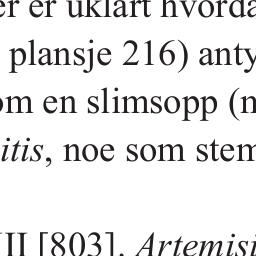 er er uklart hvorda
plansje 216) anty
om en slimsopp (n
itis, noe som stem
II [803]. Artemisi